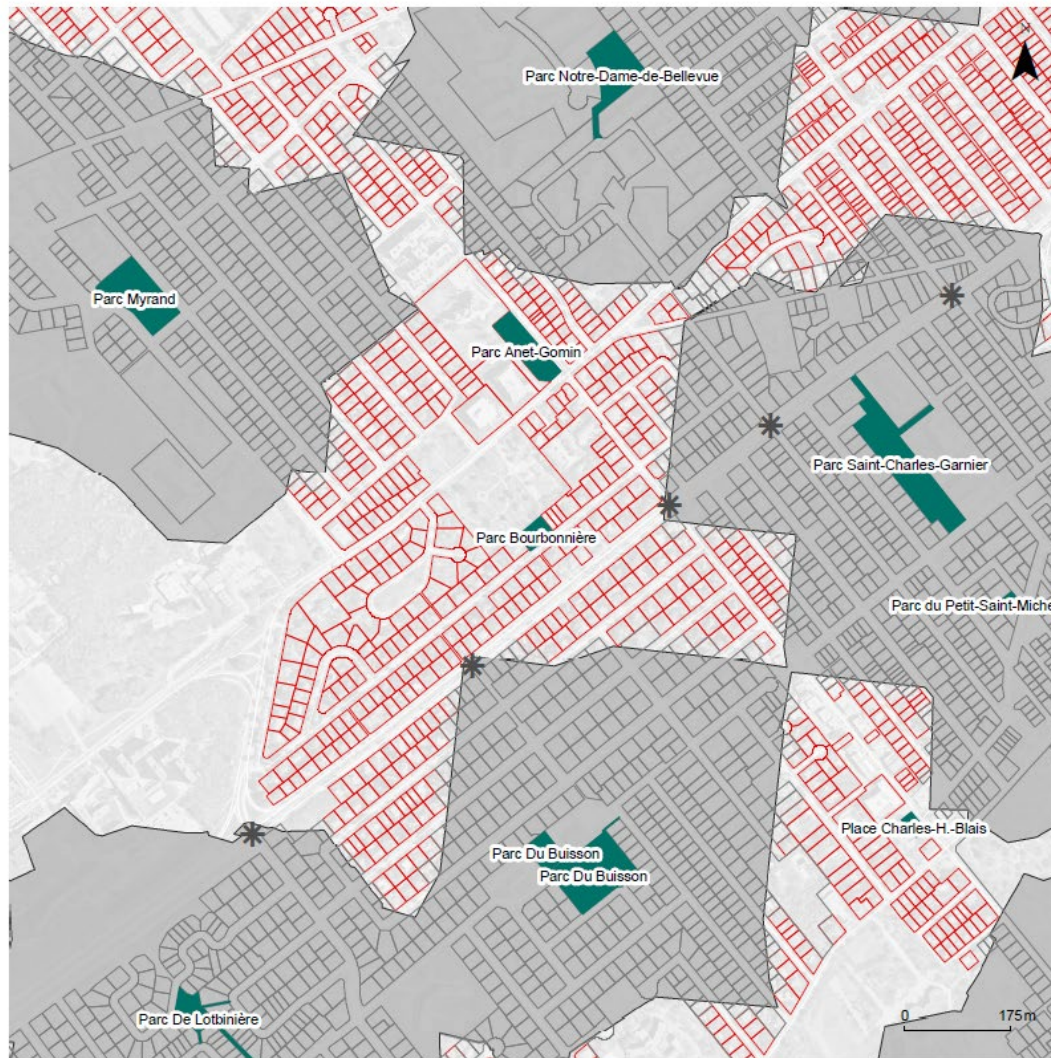 Parc Notre-Dame-de-Bellevue
Parc Myrand
Parc Anet-Gomin
Parc Saint-Charles-Garnier
Parc Bourbonnière
Parc du Petit-Saint-Miche
Place Charles-H.-Blais
Parc Du Buisson
Parc Du Buisson
Parc De Lotbinière
0 175 m